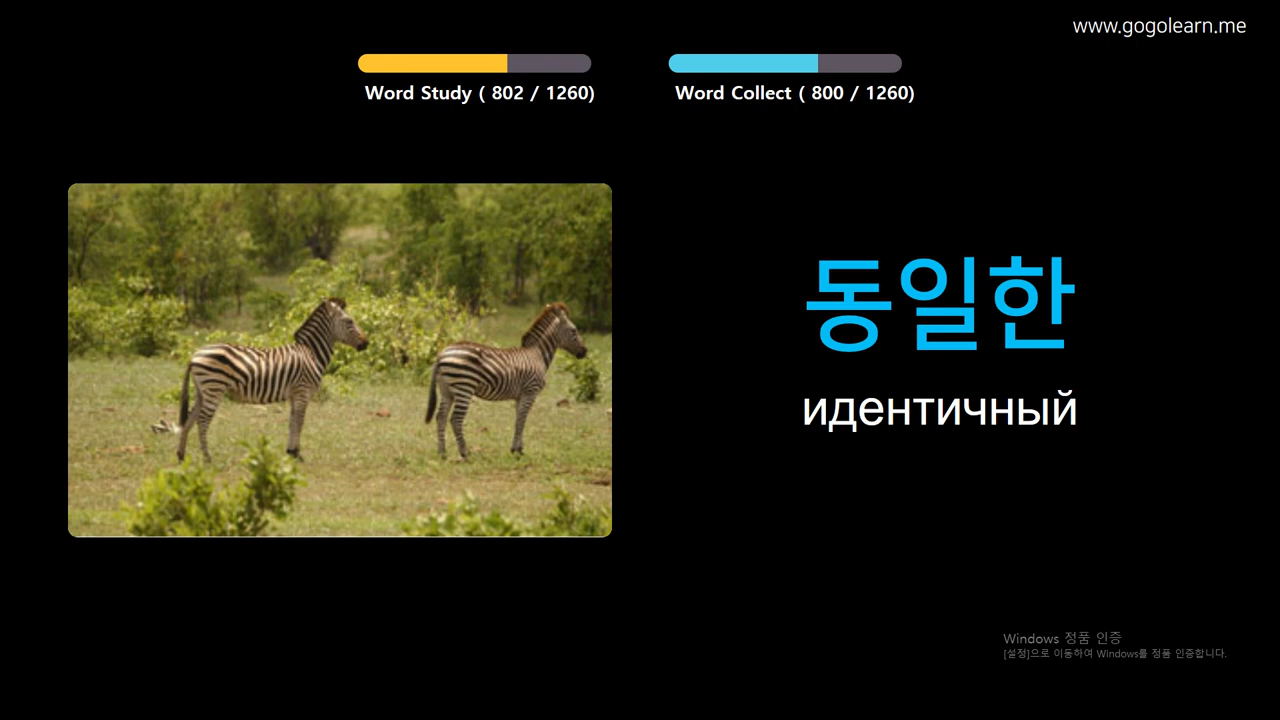 www.gogolearn.me
Word Study ( 802 / 1260)
Word Collect ( 800 / 1260)
동일한
идентичный
Windows 정품 인증
[설정]으로 이동하여 Windows를 정품 인증합니다.